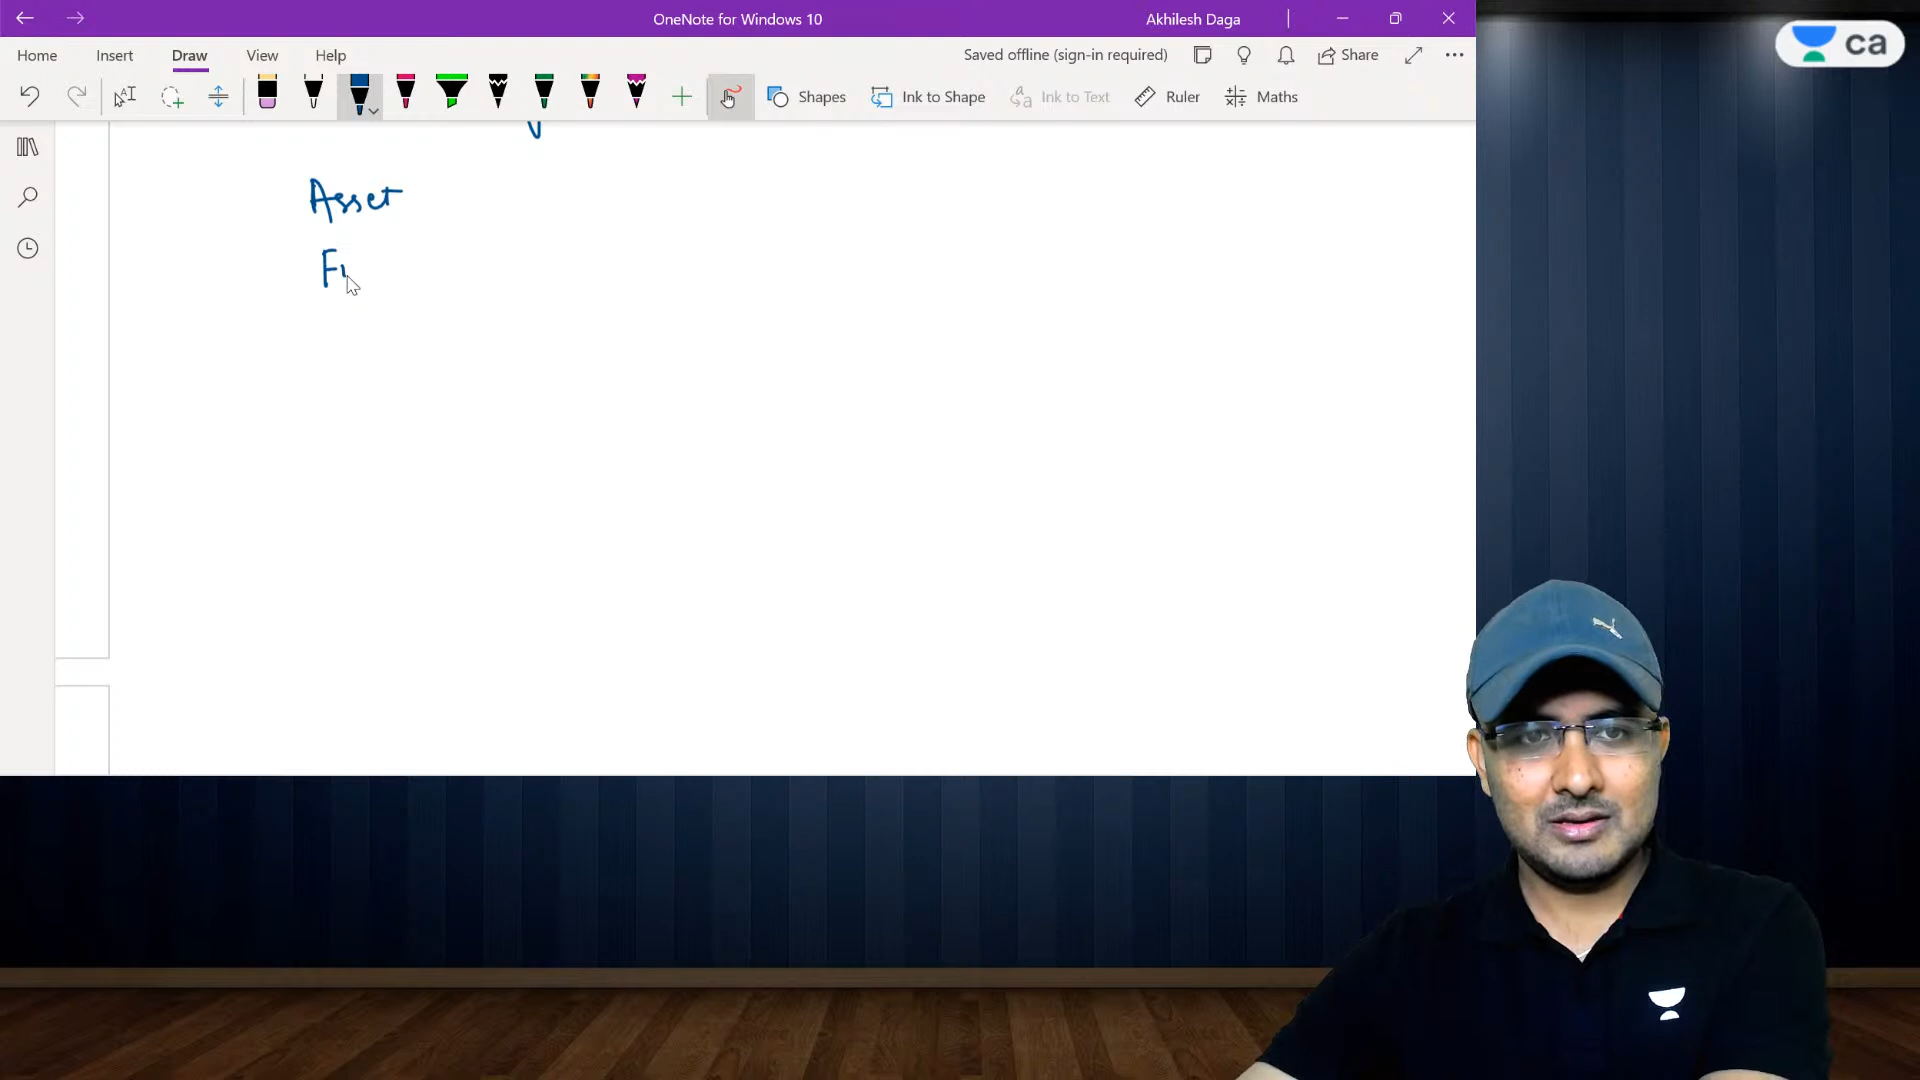 OneNote for Windows 10
Akhilesh Daga
ca
Home Insert Draw View Help
Saved offline (sign-in required)
Share
Shapes
Ink to Shape
Ink to Text
Ruler
Maths
Asset